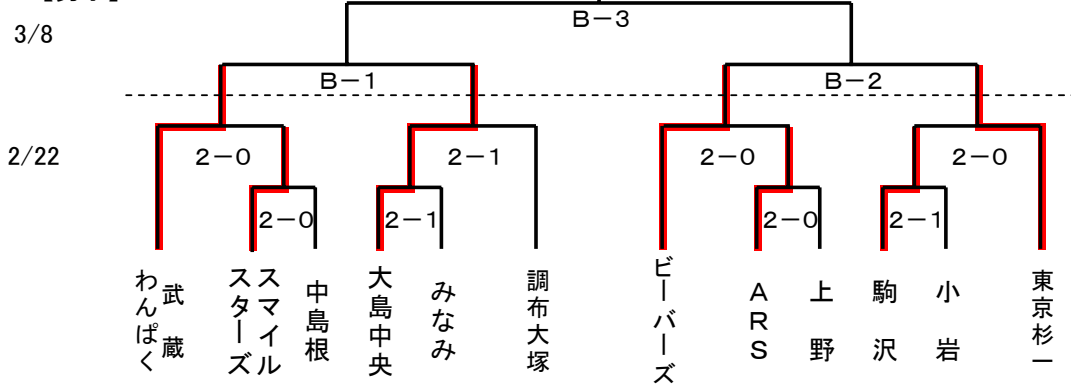 3/8
B－3
B－1
B－2
2/22
2－0
2－1
2－0
2－0
2－0
2－1
2－0
2－1
武蔵
わんぱく
スマイル
スターズ
中島根
大島中央
みなみ
調布大塚
ビーバーズ
ARS
上野
駒沢
小岩
東京杉一